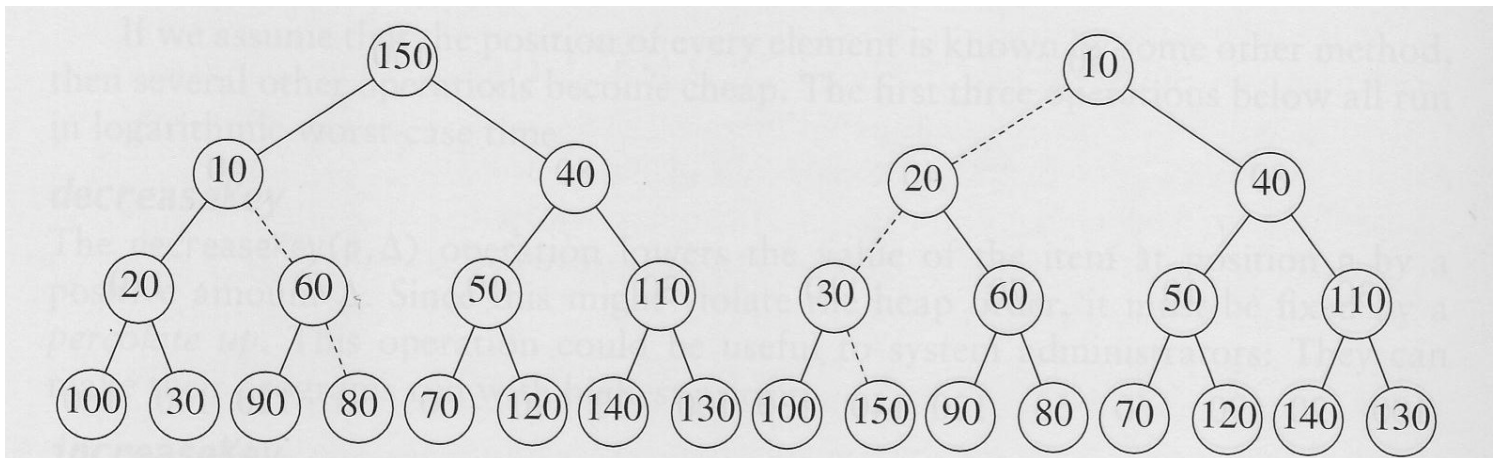 If we assume that the position of every element is known by some other method,
then several other operations become cheap. The first three operations below all run
in logarithmic worst-case time.
150 10
10 40 20 40
decreaseKey
The decreaseKey(p,Δ) operation lowers the value of the item at position p by a
20 60 50 110 30 60 50 110
positive amount Δ. Since this might violate the heap order, it must be fixed by a
percolate up. This operation could be useful to system administrators: They can
100 30 90 80 70 120 140 130 100 150 90 80 70 120 140 130
increaseKey